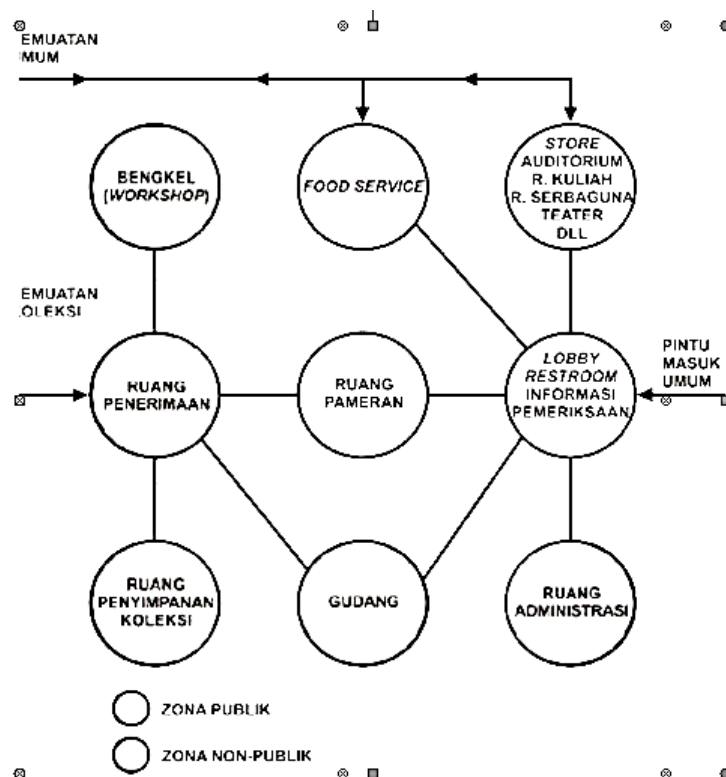 EMUATAN
MUM
BENGKEL
(WORKSHOP)
FOOD SERVICE
STORE
AUDITORIUM
R. KULIAH
R. SERBAGUNA
TEATER
DLL
EMUATAN
OLEKSI
RUANG
PENERIMAAN
RUANG
PAMERAN
LOBBY
RESTROOM
INFORMASI
PEMERIKSAAN
PINTU
MASUK
UMUM
RUANG
PENYIMPANAN
KOLEKSI
GUDANG
RUANG
ADMINISTRASI
ZONA PUBLIK
ZONA NON-PUBLIK